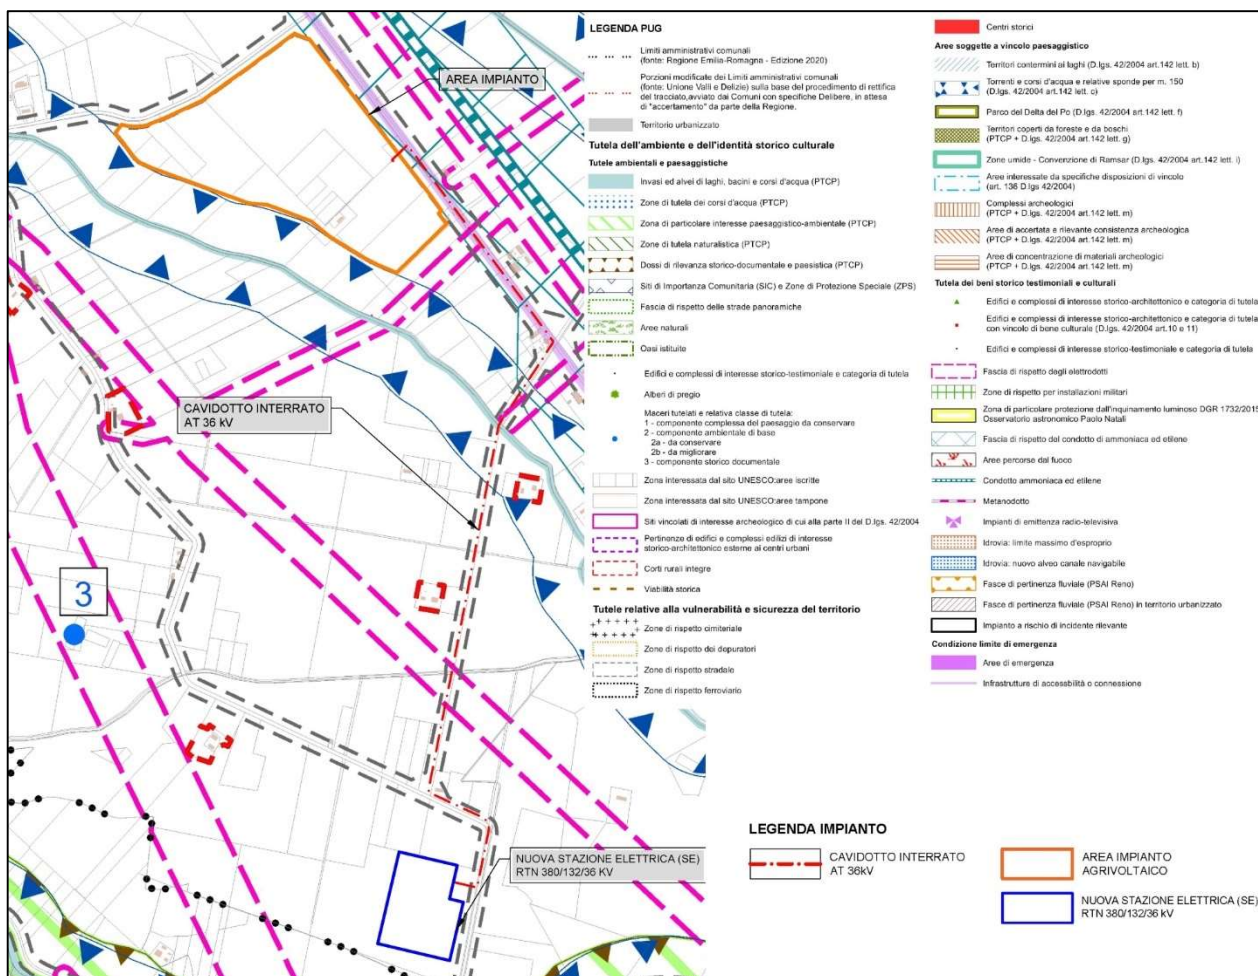 AREA IMPIANTO
CAVIDOTTO INTERRATO
AT 36 kV
3
NUOVA STAZIONE ELETTRICA (SE)
RTN 380/132/36 KV
LEGENDA PUG
Limiti amministrativi comunali
(fonte: Regione Emilia-Romagna - Edizione 2020)
Porzioni modificate dei Limiti amministrativi comunali
(fonte: Unione Valli e Delizie) sulla base del procedimento di rettifica
del tracciato,avviato dai Comuni con specifiche Delibere, in attesa
di "accertamento" da parte della Regione.
Territorio urbanizzato
Tutela dell'ambiente e dell'identità storico culturale
Tutele ambientali e paesaggistiche
Invasi ed alvei di laghi, bacini e corsi d'acqua (PTCP)
Zone di tutela dei corsi d'acqua (PTCP)
Zona di particolare interesse paesaggistico-ambientale (PTCP)
Zone di tutela naturalistica (PTCP)
Dossi di rilevanza storico-documentale e paesistica (PTCP)
Siti di Importanza Comunitaria (SIC) e Zone di Protezione Speciale (ZPS)
Fascia di rispetto delle strade panoramiche
Aree naturali
Oasi istituite
Edifici e complessi di interesse storico-testimoniale e categoria di tutela
Alberi di pregio
Maceri tutelati e relativa classe di tutela:
1 - componente complessa del paesaggio da conservare
2 - componente ambientale di base
2a - da conservare
2b - da migliorare
3 - componente storico documentale
Zona interessata dal sito UNESCO:aree iscritte
Zona interessata dal sito UNESCO:aree tampone
Siti vincolati di interesse archeologico di cui alla parte II del D.lgs. 42/2004
Pertinenze di edifici e complessi edilizi di interesse
storico-architettonico esterne ai centri urbani
Corti rurali integre
Viabilità storica
Tutele relative alla vulnerabilità e sicurezza del territorio
Zone di rispetto cimiteriale
Zone di rispetto dei depuratori
Zone di rispetto stradale
Zone di rispetto ferroviario
Centri storici
Aree soggette a vincolo paesaggistico
Territori contermini ai laghi (D.lgs. 42/2004 art.142 lett. b)
Torrenti e corsi d'acqua e relative sponde per m. 150
(D.lgs. 42/2004 art.142 lett. c)
Parco del Delta del Po (D.lgs. 42/2004 art.142 lett. f)
Territori coperti da foreste e da boschi
(PTCP + D.lgs. 42/2004 art.142 lett. g)
Zone umide - Convenzione di Ramsar (D.lgs. 42/2004 art.142 lett. i)
Aree interessate da specifiche disposizioni di vincolo
(art. 136 D.lgs 42/2004)
Complessi archeologici
(PTCP + D.lgs. 42/2004 art.142 lett. m)
Aree di accertata e rilevante consistenza archeologica
(PTCP + D.lgs. 42/2004 art.142 lett. m)
Aree di concentrazione di materiali archeologici
(PTCP + D.lgs. 42/2004 art.142 lett. m)
Tutela dei beni storico testimoniali e culturali
Edifici e complessi di interesse storico-architettonico e categoria di tutela
Edifici e complessi di interesse storico-architettonico e categoria di tutela
con vincolo di bene culturale (D.lgs. 42/2004 art.10 e 11)
Edifici e complessi di interesse storico-testimoniale e categoria di tutela
Fascia di rispetto degli elettrodotti
Zone di rispetto per installazioni militari
Zona di particolare protezione dall'inquinamento luminoso DGR 1732/2015
Osservatorio astronomico Paolo Natali
Fascia di rispetto del condotto di ammoniaca ed etilene
Aree percorse dal fuoco
Condotto ammoniaca ed etilene
Metanodotto
Impianti di emittenza radio-televisiva
Idrovia: limite massimo d'esproprio
Idrovia: nuovo alveo canale navigabile
Fasce di pertinenza fluviale (PSAI Reno)
Fasce di pertinenza fluviale (PSAI Reno) in territorio urbanizzato
Impianto a rischio di incidente rilevante
Condizione limite di emergenza
Aree di emergenza
Infrastrutture di accessbilità o connessione
LEGENDA IMPIANTO
CAVIDOTTO INTERRATO
AT 36kV
AREA IMPIANTO
AGRIVOLTAICO
NUOVA STAZIONE ELETTRICA (SE)
RTN 380/132/36 kV